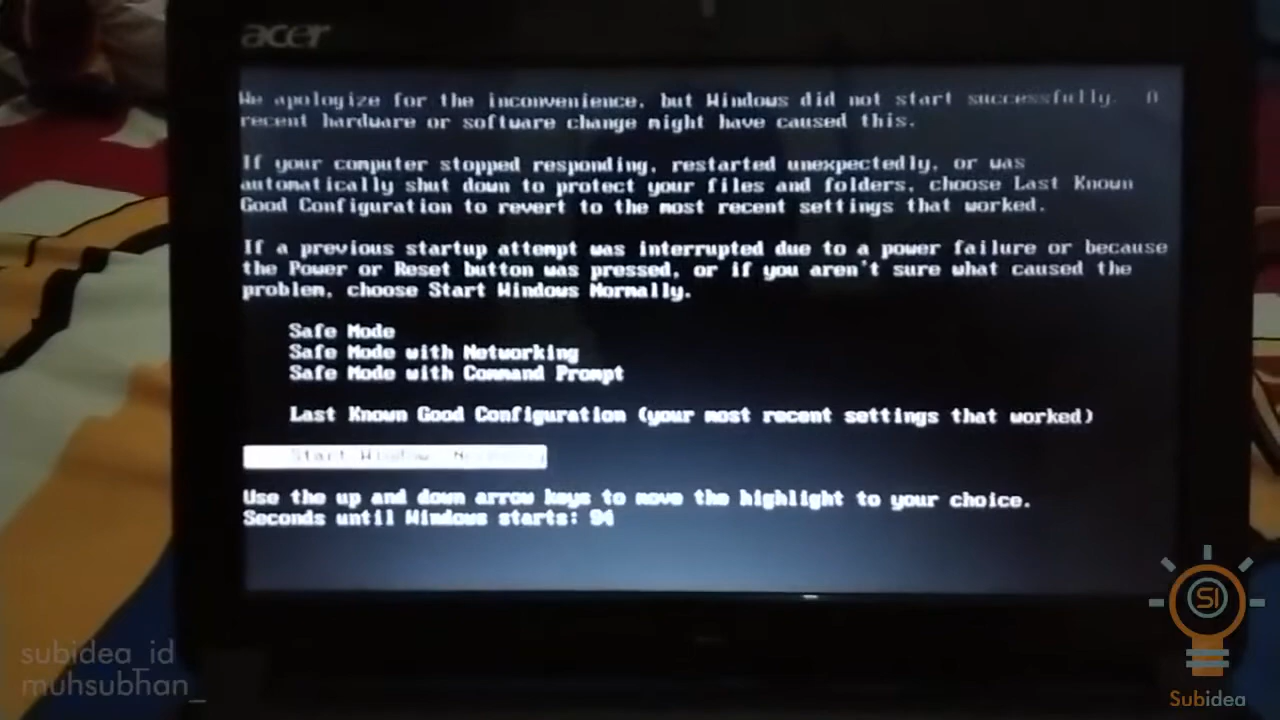 acer
We apologize for the inconvenience, but Windows did not start successfully. A
recent hardware or software change might have caused this.
If your computer stopped responding, restarted unexpectedly, or was
automatically shut down to protect your files and folders, choose Last Known
Good Configuration to revert to the most recent settings that worked.
If a previous startup attempt was interrupted due to a power failure or because
the Power or Reset button was pressed, or if you aren't sure what caused the
problem, choose Start Windows Normally.
Safe Mode
Safe Mode with Networking
Safe Mode with Command Prompt
Last Known Good Configuration (your most recent settings that worked)
Start Windows Normally
Use the up and down arrow keys to move the highlight to your choice.
Seconds until Windows starts: 94
subidea_id
muhsubhan_
SI
Subidea